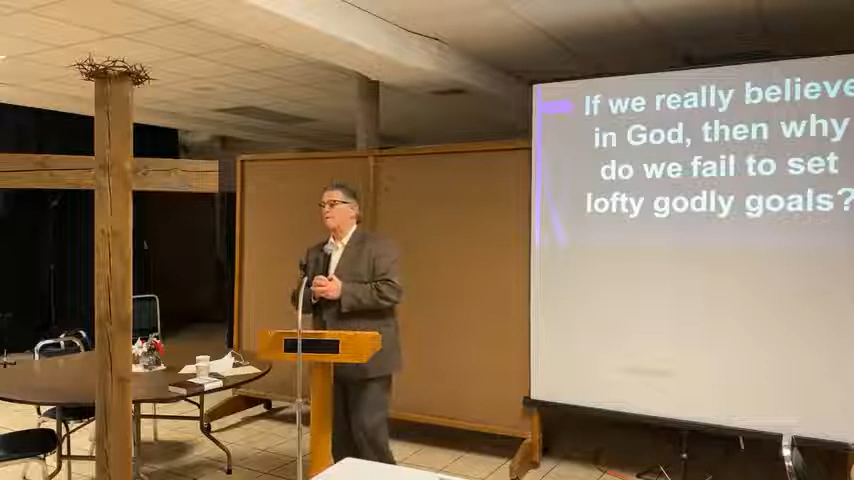 If we really believe
in God, then why
do we fail to set
lofty godly goals?